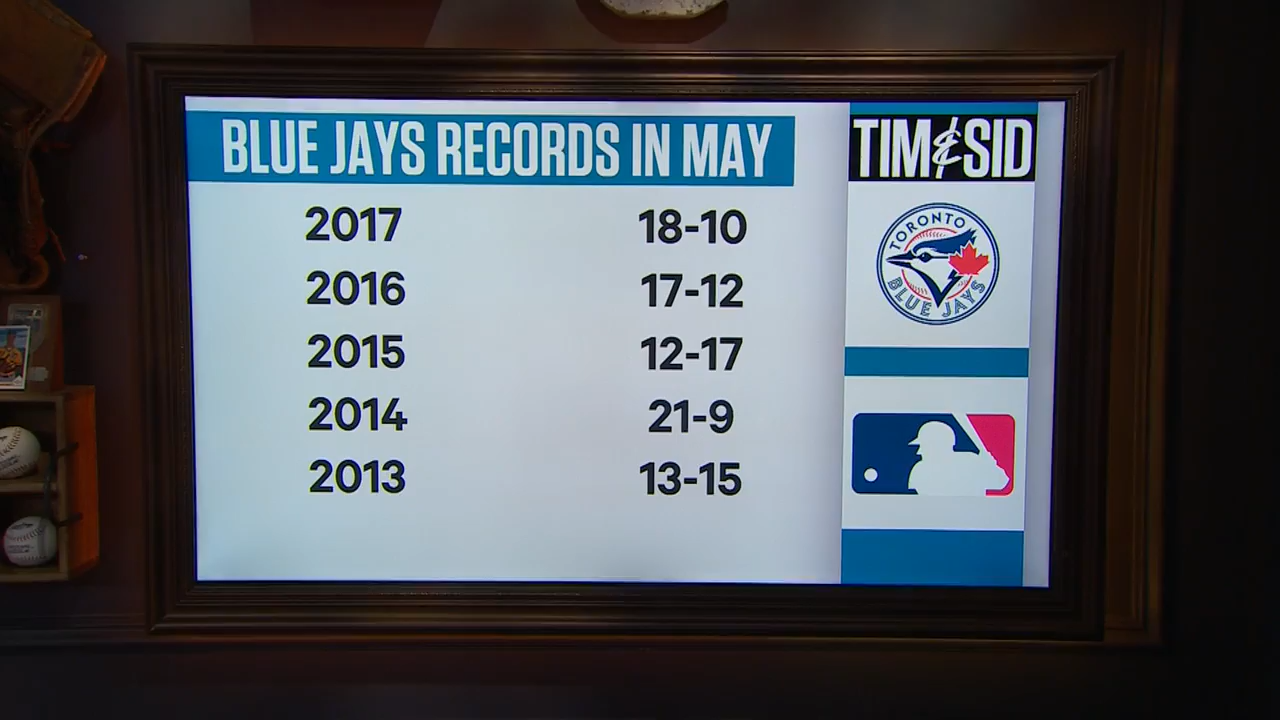 BLUE JAYS RECORDS IN MAY
2017 18-10
2016 17-12
2015 12-17
2014 21-9
2013 13-15
TIM & SID
TORONTO
BLUE JAYS